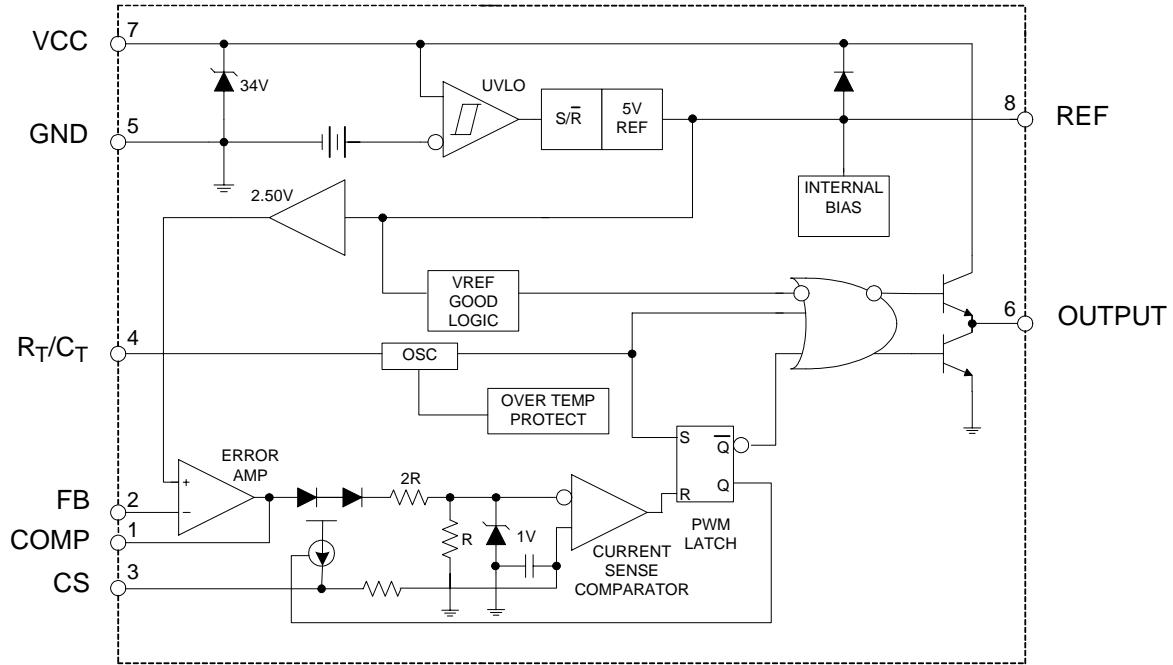 VCC
7
34V
UVLO
S/R̅
5V
REF
8
REF
GND
5
INTERNAL
BIAS
2.50V
VREF
GOOD
LOGIC
6
OUTPUT
RT/CT
4
OSC
OVER TEMP
PROTECT
S
Q̅
Q
R
PWM
LATCH
ERROR
AMP
+
−
FB
2
COMP
1
CS
3
2R
R
1V
CURRENT
SENSE
COMPARATOR